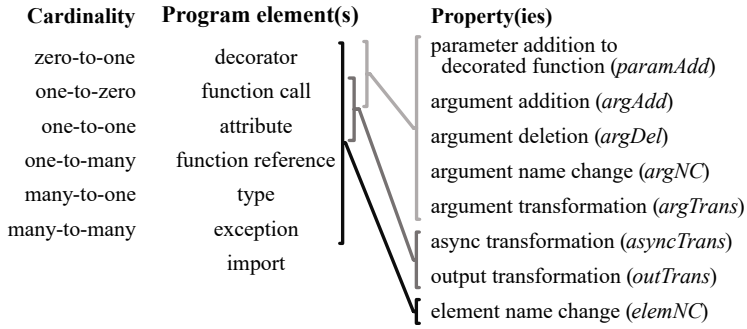 Cardinality
zero-to-one
one-to-zero
one-to-one
one-to-many
many-to-one
many-to-many
Program element(s)
decorator
function call
attribute
function reference
type
exception
import
Property(ies)
parameter addition to
decorated function (paramAdd)
argument addition (argAdd)
argument deletion (argDel)
argument name change (argNC)
argument transformation (argTrans)
async transformation (asyncTrans)
output transformation (outTrans)
element name change (elemNC)